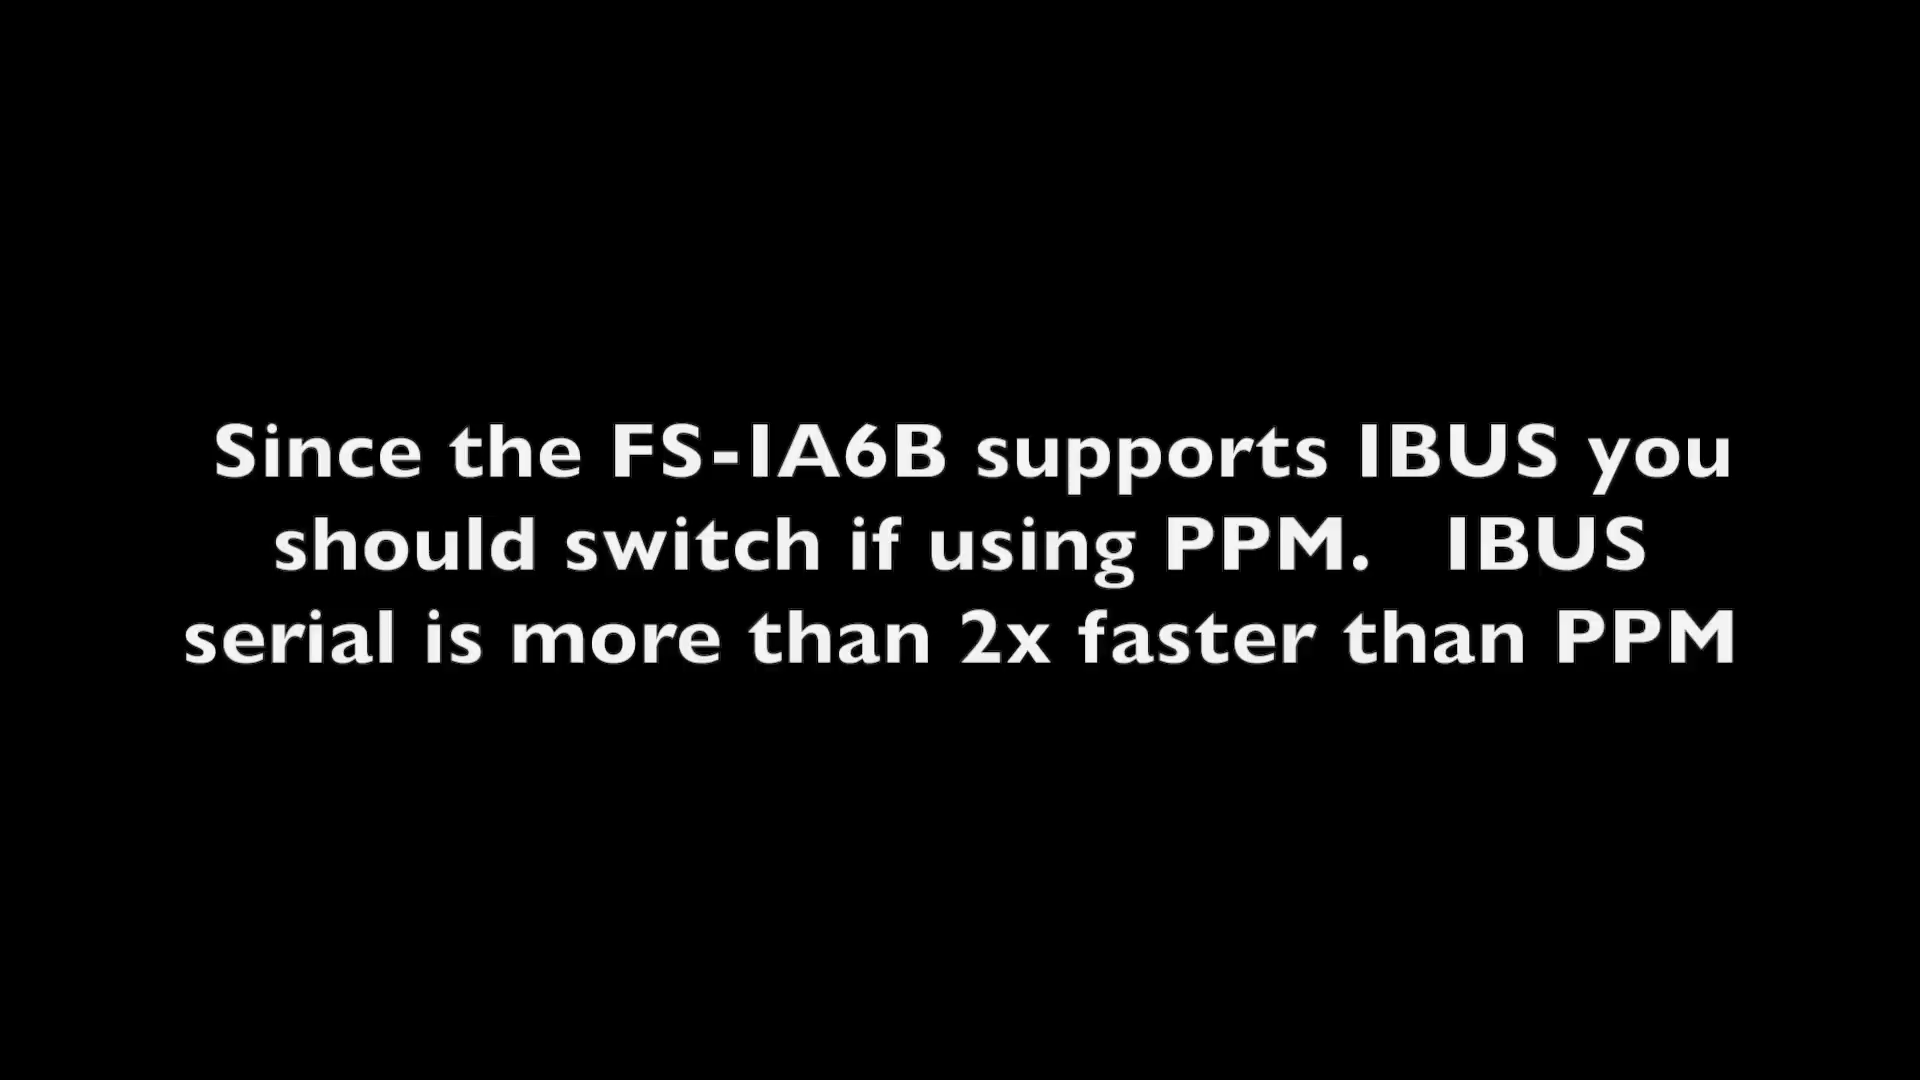 Since the FS-IA6B supports IBUS you
should switch if using PPM.   IBUS
serial is more than 2x faster than PPM